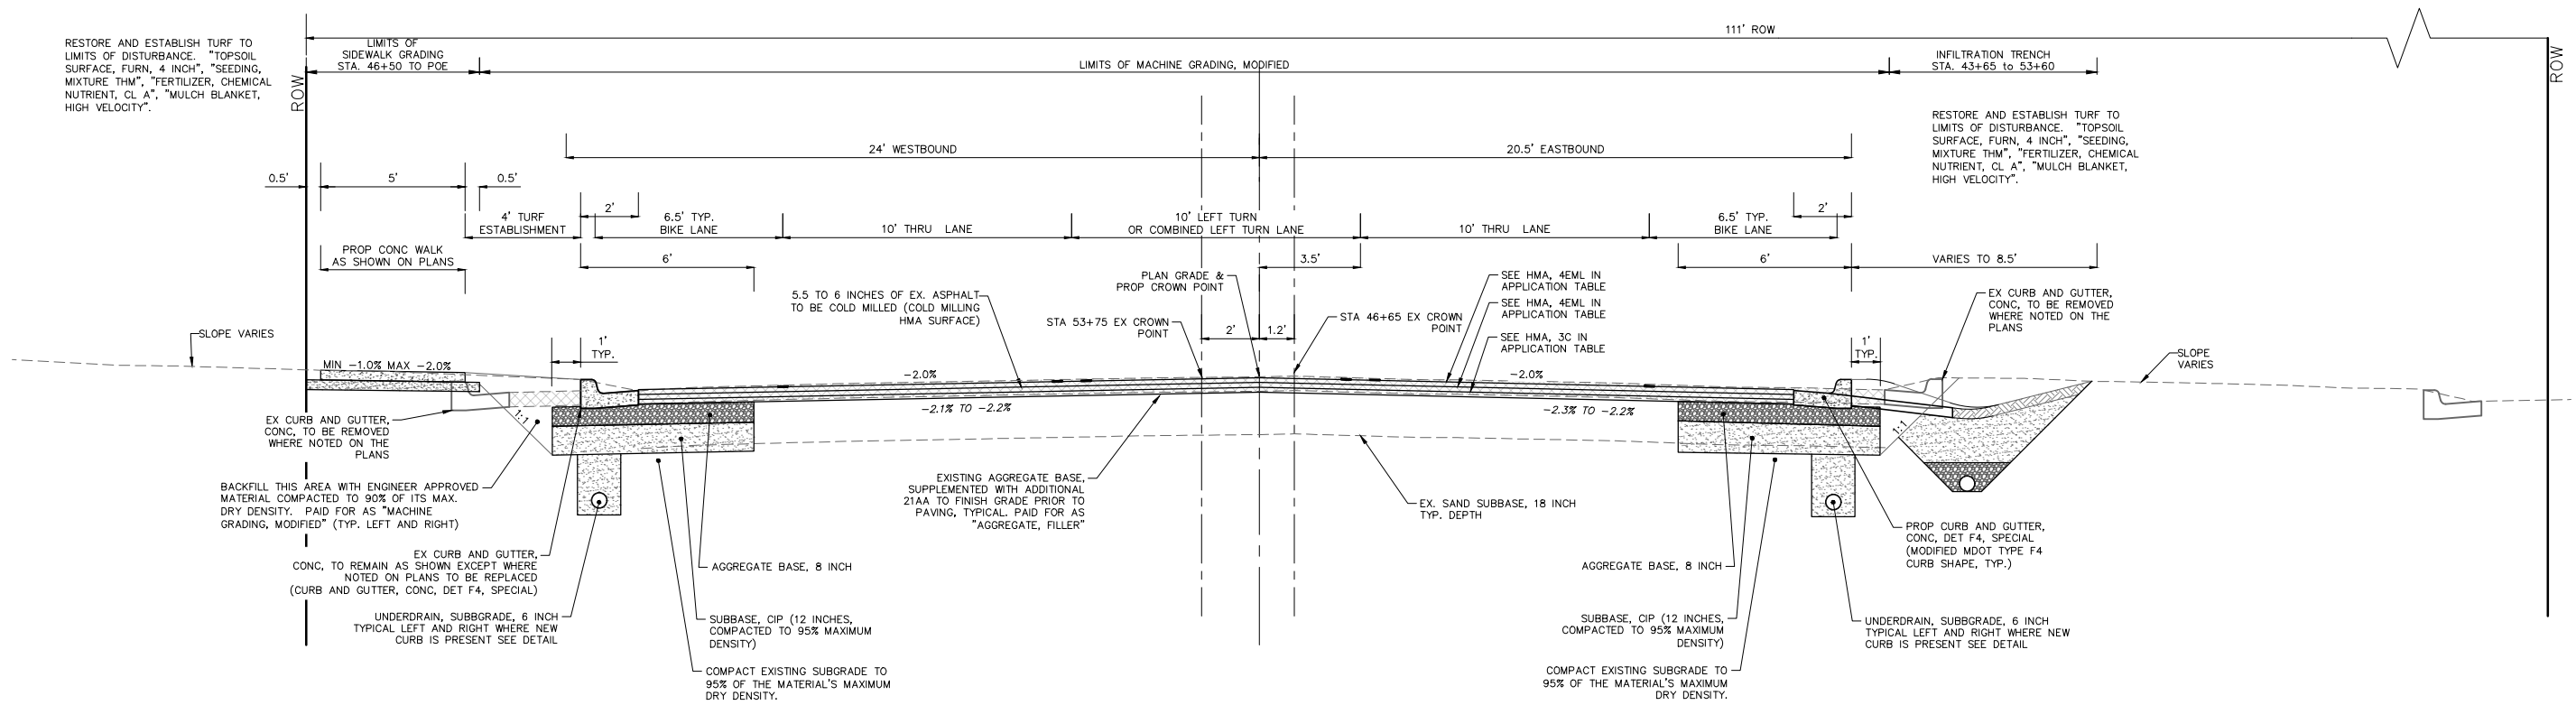 111' ROW
RESTORE AND ESTABLISH TURF TO
LIMITS OF DISTURBANCE. "TOPSOIL
SURFACE, FURN, 4 INCH", "SEEDING,
MIXTURE THM", "FERTILIZER, CHEMICAL
NUTRIENT, CL A", "MULCH BLANKET,
HIGH VELOCITY".
ROW
LIMITS OF
SIDEWALK GRADING
STA. 46+50 TO POE
LIMITS OF MACHINE GRADING, MODIFIED
INFILTRATION TRENCH
STA. 43+65 to 53+60
ROW
RESTORE AND ESTABLISH TURF TO
LIMITS OF DISTURBANCE. "TOPSOIL
SURFACE, FURN, 4 INCH", "SEEDING,
MIXTURE THM", "FERTILIZER, CHEMICAL
NUTRIENT, CL A", "MULCH BLANKET,
HIGH VELOCITY".
24' WESTBOUND
20.5' EASTBOUND
0.5'
5'
0.5'
4' TURF
ESTABLISHMENT
2'
6.5' TYP.
BIKE LANE
10' THRU LANE
10' LEFT TURN
OR COMBINED LEFT TURN LANE
10' THRU LANE
6.5' TYP.
BIKE LANE
2'
PROP CONC WALK
AS SHOWN ON PLANS
6'
3.5'
6'
VARIES TO 8.5'
PLAN GRADE &
PROP CROWN POINT
5.5 TO 6 INCHES OF EX. ASPHALT
TO BE COLD MILLED (COLD MILLING
HMA SURFACE)
STA 53+75 EX CROWN
POINT
2'
1.2'
STA 46+65 EX CROWN
POINT
SEE HMA, 4EML IN
APPLICATION TABLE
SEE HMA, 4EML IN
APPLICATION TABLE
SEE HMA, 3C IN
APPLICATION TABLE
EX CURB AND GUTTER,
CONC, TO BE REMOVED
WHERE NOTED ON THE
PLANS
SLOPE VARIES
1'
TYP.
1'
TYP.
SLOPE
VARIES
MIN -1.0% MAX -2.0%
-2.0%
-2.0%
-2.1% TO -2.2%
-2.3% TO -2.2%
1:1
1:1
EX CURB AND GUTTER,
CONC, TO BE REMOVED
WHERE NOTED ON THE
PLANS
BACKFILL THIS AREA WITH ENGINEER APPROVED
MATERIAL COMPACTED TO 90% OF ITS MAX.
DRY DENSITY. PAID FOR AS "MACHINE
GRADING, MODIFIED" (TYP. LEFT AND RIGHT)
EXISTING AGGREGATE BASE,
SUPPLEMENTED WITH ADDITIONAL
21AA TO FINISH GRADE PRIOR TO
PAVING, TYPICAL. PAID FOR AS
"AGGREGATE, FILLER"
EX. SAND SUBBASE, 18 INCH
TYP. DEPTH
PROP CURB AND GUTTER,
CONC, DET F4, SPECIAL
(MODIFIED MDOT TYPE F4
CURB SHAPE, TYP.)
EX CURB AND GUTTER,
CONC, TO REMAIN AS SHOWN EXCEPT WHERE
NOTED ON PLANS TO BE REPLACED
(CURB AND GUTTER, CONC, DET F4, SPECIAL)
AGGREGATE BASE, 8 INCH
AGGREGATE BASE, 8 INCH
UNDERDRAIN, SUBBGRADE, 6 INCH
TYPICAL LEFT AND RIGHT WHERE NEW
CURB IS PRESENT SEE DETAIL
SUBBASE, CIP (12 INCHES,
COMPACTED TO 95% MAXIMUM
DENSITY)
SUBBASE, CIP (12 INCHES,
COMPACTED TO 95% MAXIMUM
DENSITY)
UNDERDRAIN, SUBBGRADE, 6 INCH
TYPICAL LEFT AND RIGHT WHERE NEW
CURB IS PRESENT SEE DETAIL
COMPACT EXISTING SUBGRADE TO
95% OF THE MATERIAL'S MAXIMUM
DRY DENSITY.
COMPACT EXISTING SUBGRADE TO
95% OF THE MATERIAL'S MAXIMUM
DRY DENSITY.